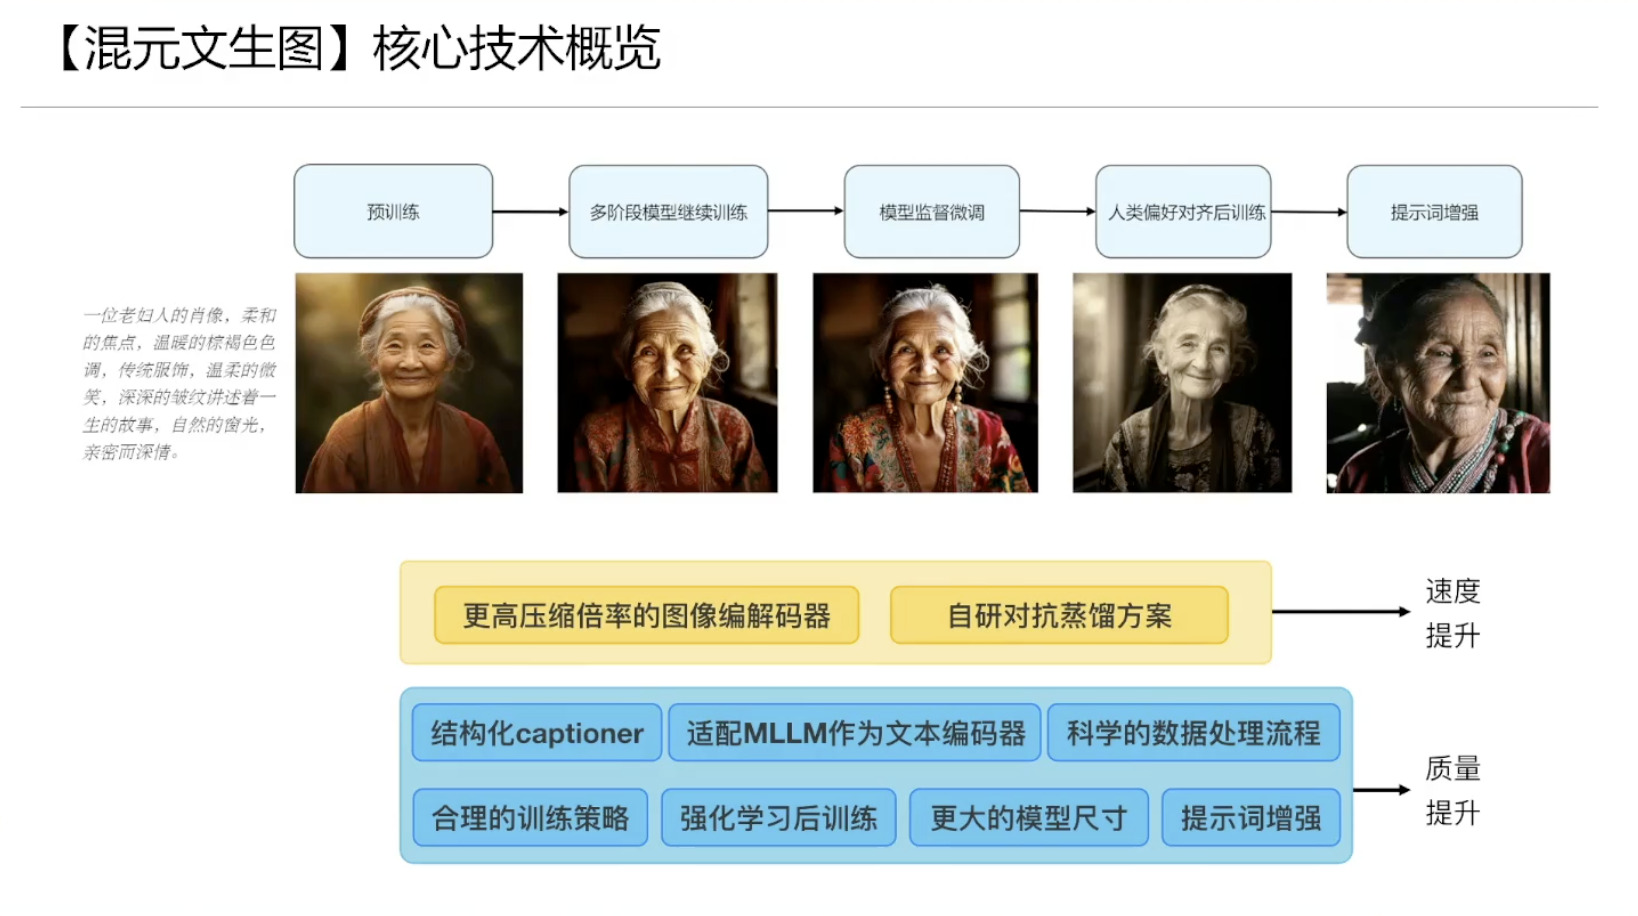 【混元文生图】核心技术概览
预训练
多阶段模型继续训练
模型监督微调
人类偏好对齐后训练
提示词增强
一位老妇人的肖像，柔和
的焦点，温暖的棕褐色色
调，传统服饰，温柔的微
笑，深深的皱纹讲述着一
生的故事，自然的窗光，
亲密而深情。
更高压缩倍率的图像编解码器
自研对抗蒸馏方案
速度
提升
结构化captioner
适配MLLM作为文本编码器
科学的数据处理流程
合理的训练策略
强化学习后训练
更大的模型尺寸
提示词增强
质量
提升